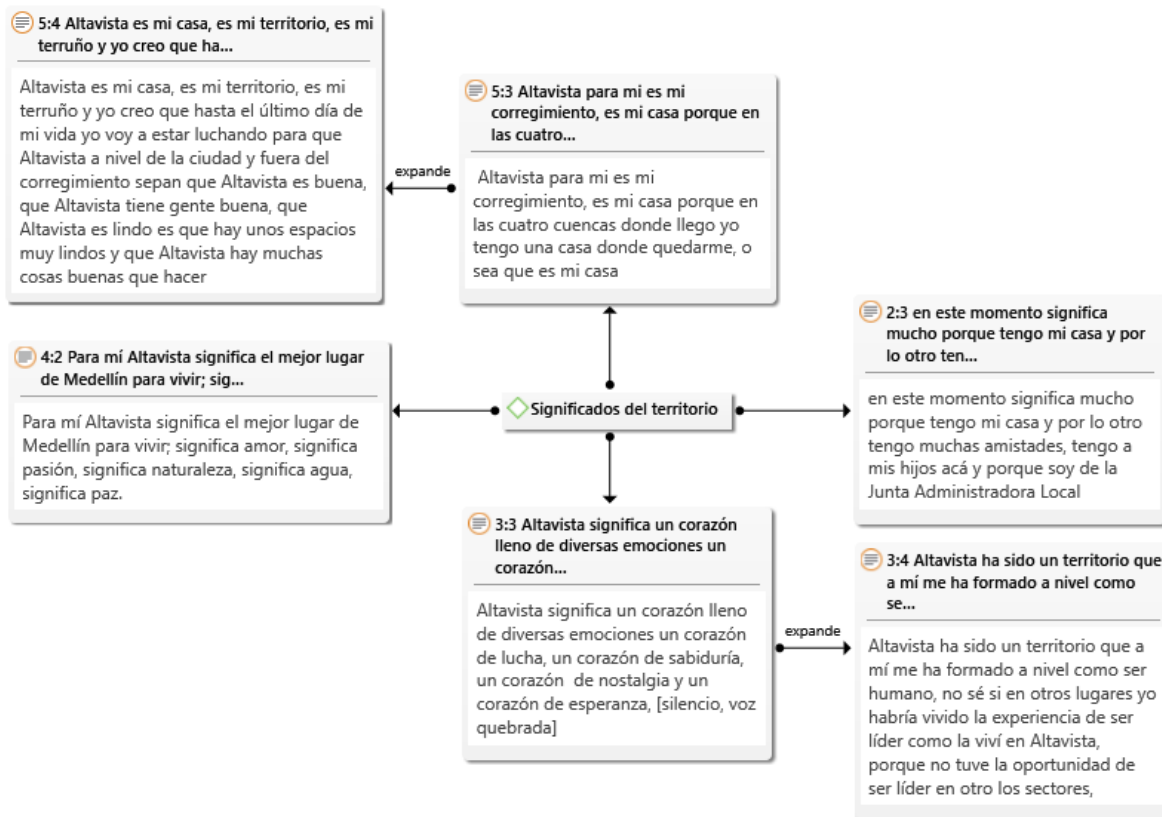 5:4 Altavista es mi casa, es mi territorio, es mi
terruño y yo creo que ha...
Altavista es mi casa, es mi territorio, es mi
terruño y yo creo que hasta el último día de
mi vida yo voy a estar luchando para que
Altavista a nivel de la ciudad y fuera del
corregimiento sepan que Altavista es buena,
que Altavista tiene gente buena, que
Altavista es lindo es que hay unos espacios
muy lindos y que Altavista hay muchas
cosas buenas que hacer
expande
5:3 Altavista para mi es mi
corregimiento, es mi casa porque en
las cuatro...
Altavista para mi es mi
corregimiento, es mi casa porque en
las cuatro cuencas donde llego yo
tengo una casa donde quedarme, o
sea que es mi casa
4:2 Para mí Altavista significa el mejor lugar
de Medellín para vivir; sig...
Para mí Altavista significa el mejor lugar de
Medellín para vivir; significa amor, significa
pasión, significa naturaleza, significa agua,
significa paz.
Significados del territorio
2:3 en este momento significa
mucho porque tengo mi casa y por
lo otro ten...
en este momento significa mucho
porque tengo mi casa y por lo otro
tengo muchas amistades, tengo a
mis hijos acá y porque soy de la
Junta Administradora Local
3:3 Altavista significa un corazón
lleno de diversas emociones un
corazón...
Altavista significa un corazón lleno
de diversas emociones un corazón
de lucha, un corazón de sabiduría,
un corazón de nostalgia y un
corazón de esperanza, [silencio, voz
quebrada]
expande
3:4 Altavista ha sido un territorio que
a mí me ha formado a nivel como
se...
Altavista ha sido un territorio que a
mí me ha formado a nivel como ser
humano, no sé si en otros lugares yo
habría vivido la experiencia de ser
líder como la viví en Altavista,
porque no tuve la oportunidad de
ser líder en otro los sectores,